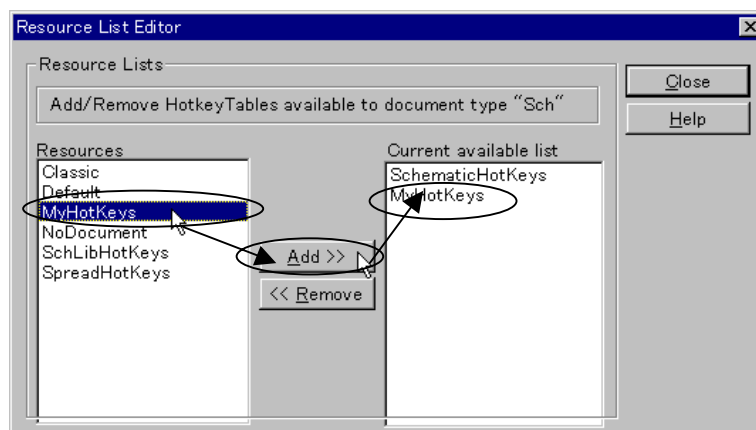 Resource List Editor
Resource Lists
Add/Remove HotkeyTables available to document type "Sch"
Close
Help
Resources
Classic
Default
MyHotKeys
NoDocument
SchLibHotKeys
SpreadHotKeys
Add >>
<< Remove
Current available list
SchematicHotKeys
MyHotKeys